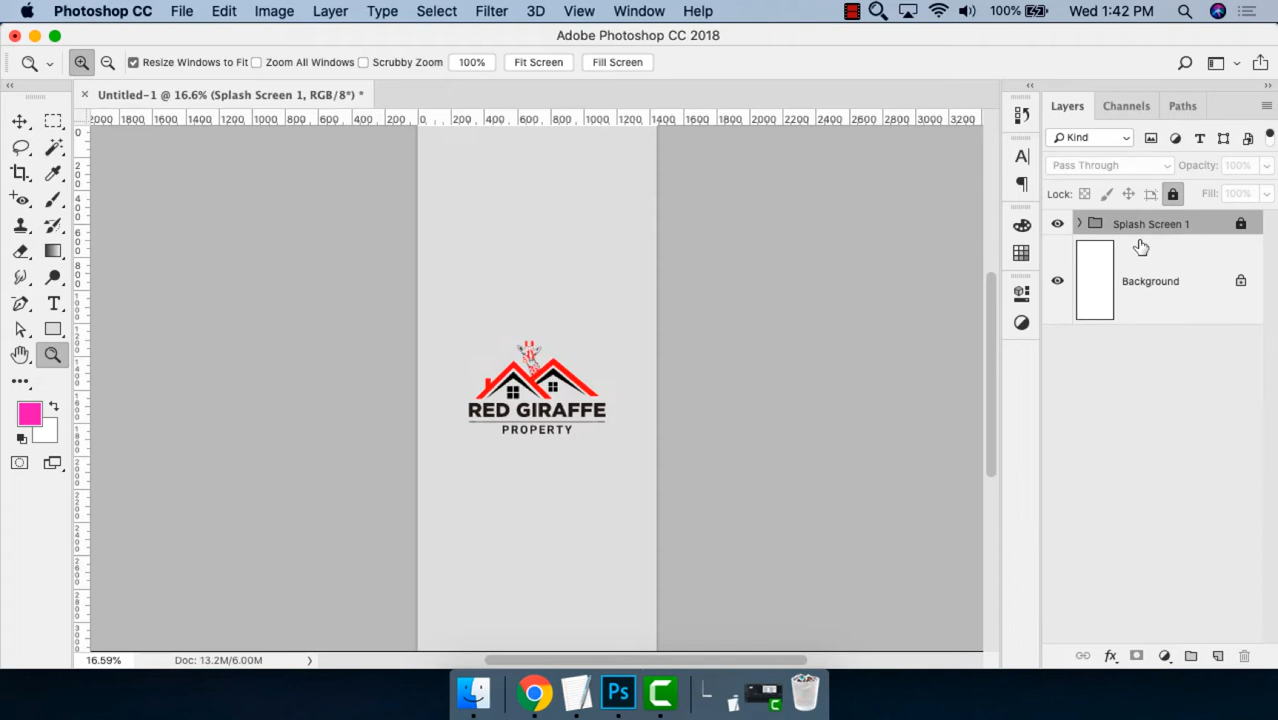 Photoshop CC File Edit Image Layer Type Select Filter 3D View Window Help 100% Wed 1:42 PM
Adobe Photoshop CC 2018
Resize Windows to Fit Zoom All Windows Scrubby Zoom 100% Fit Screen Fill Screen
Untitled-1 @ 16.6% (Splash Screen 1, RGB/8*) *
Layers Channels Paths
2000 1800 1600 1400 1200 1000 800 600 400 200 0 200 400 600 800 1000 1200 1400 1600 1800 2000 2200 2400 2600 2800 3000 3200
Kind
Pass Through Opacity: 100%
Lock: Fill: 100%
Splash Screen 1
Background
RED GIRAFFE
PROPERTY
16.59% Doc: 13.2M/6.00M
Ps